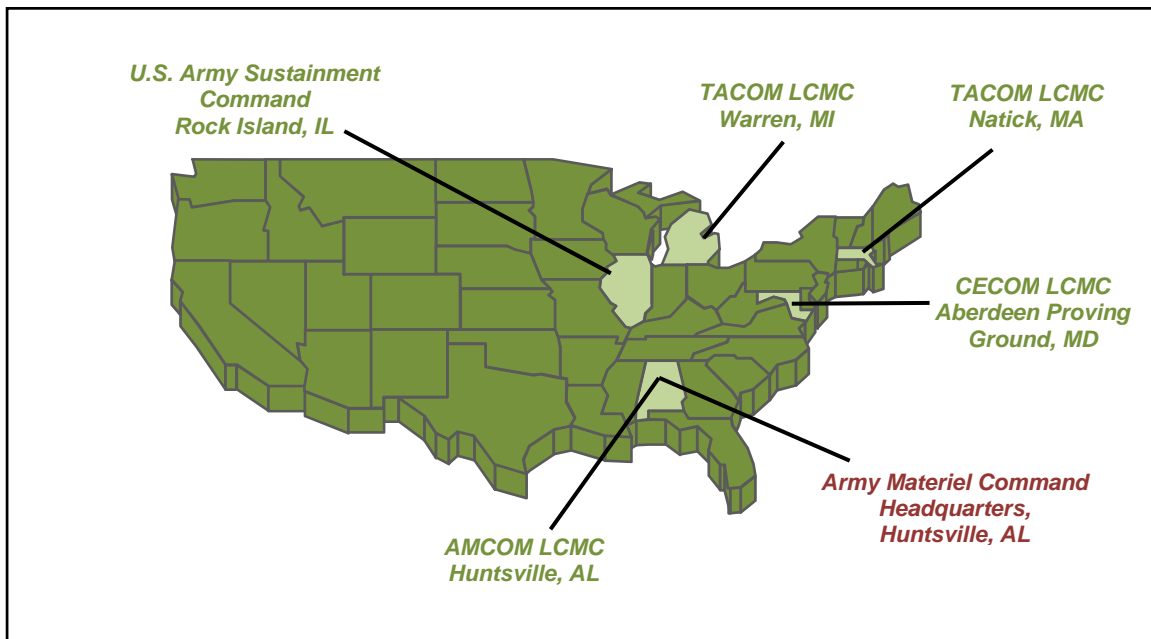 U.S. Army Sustainment
Command
Rock Island, IL
TACOM LCMC
Warren, MI
TACOM LCMC
Natick, MA
CECOM LCMC
Aberdeen Proving
Ground, MD
Army Materiel Command
Headquarters,
Huntsville, AL
AMCOM LCMC
Huntsville, AL